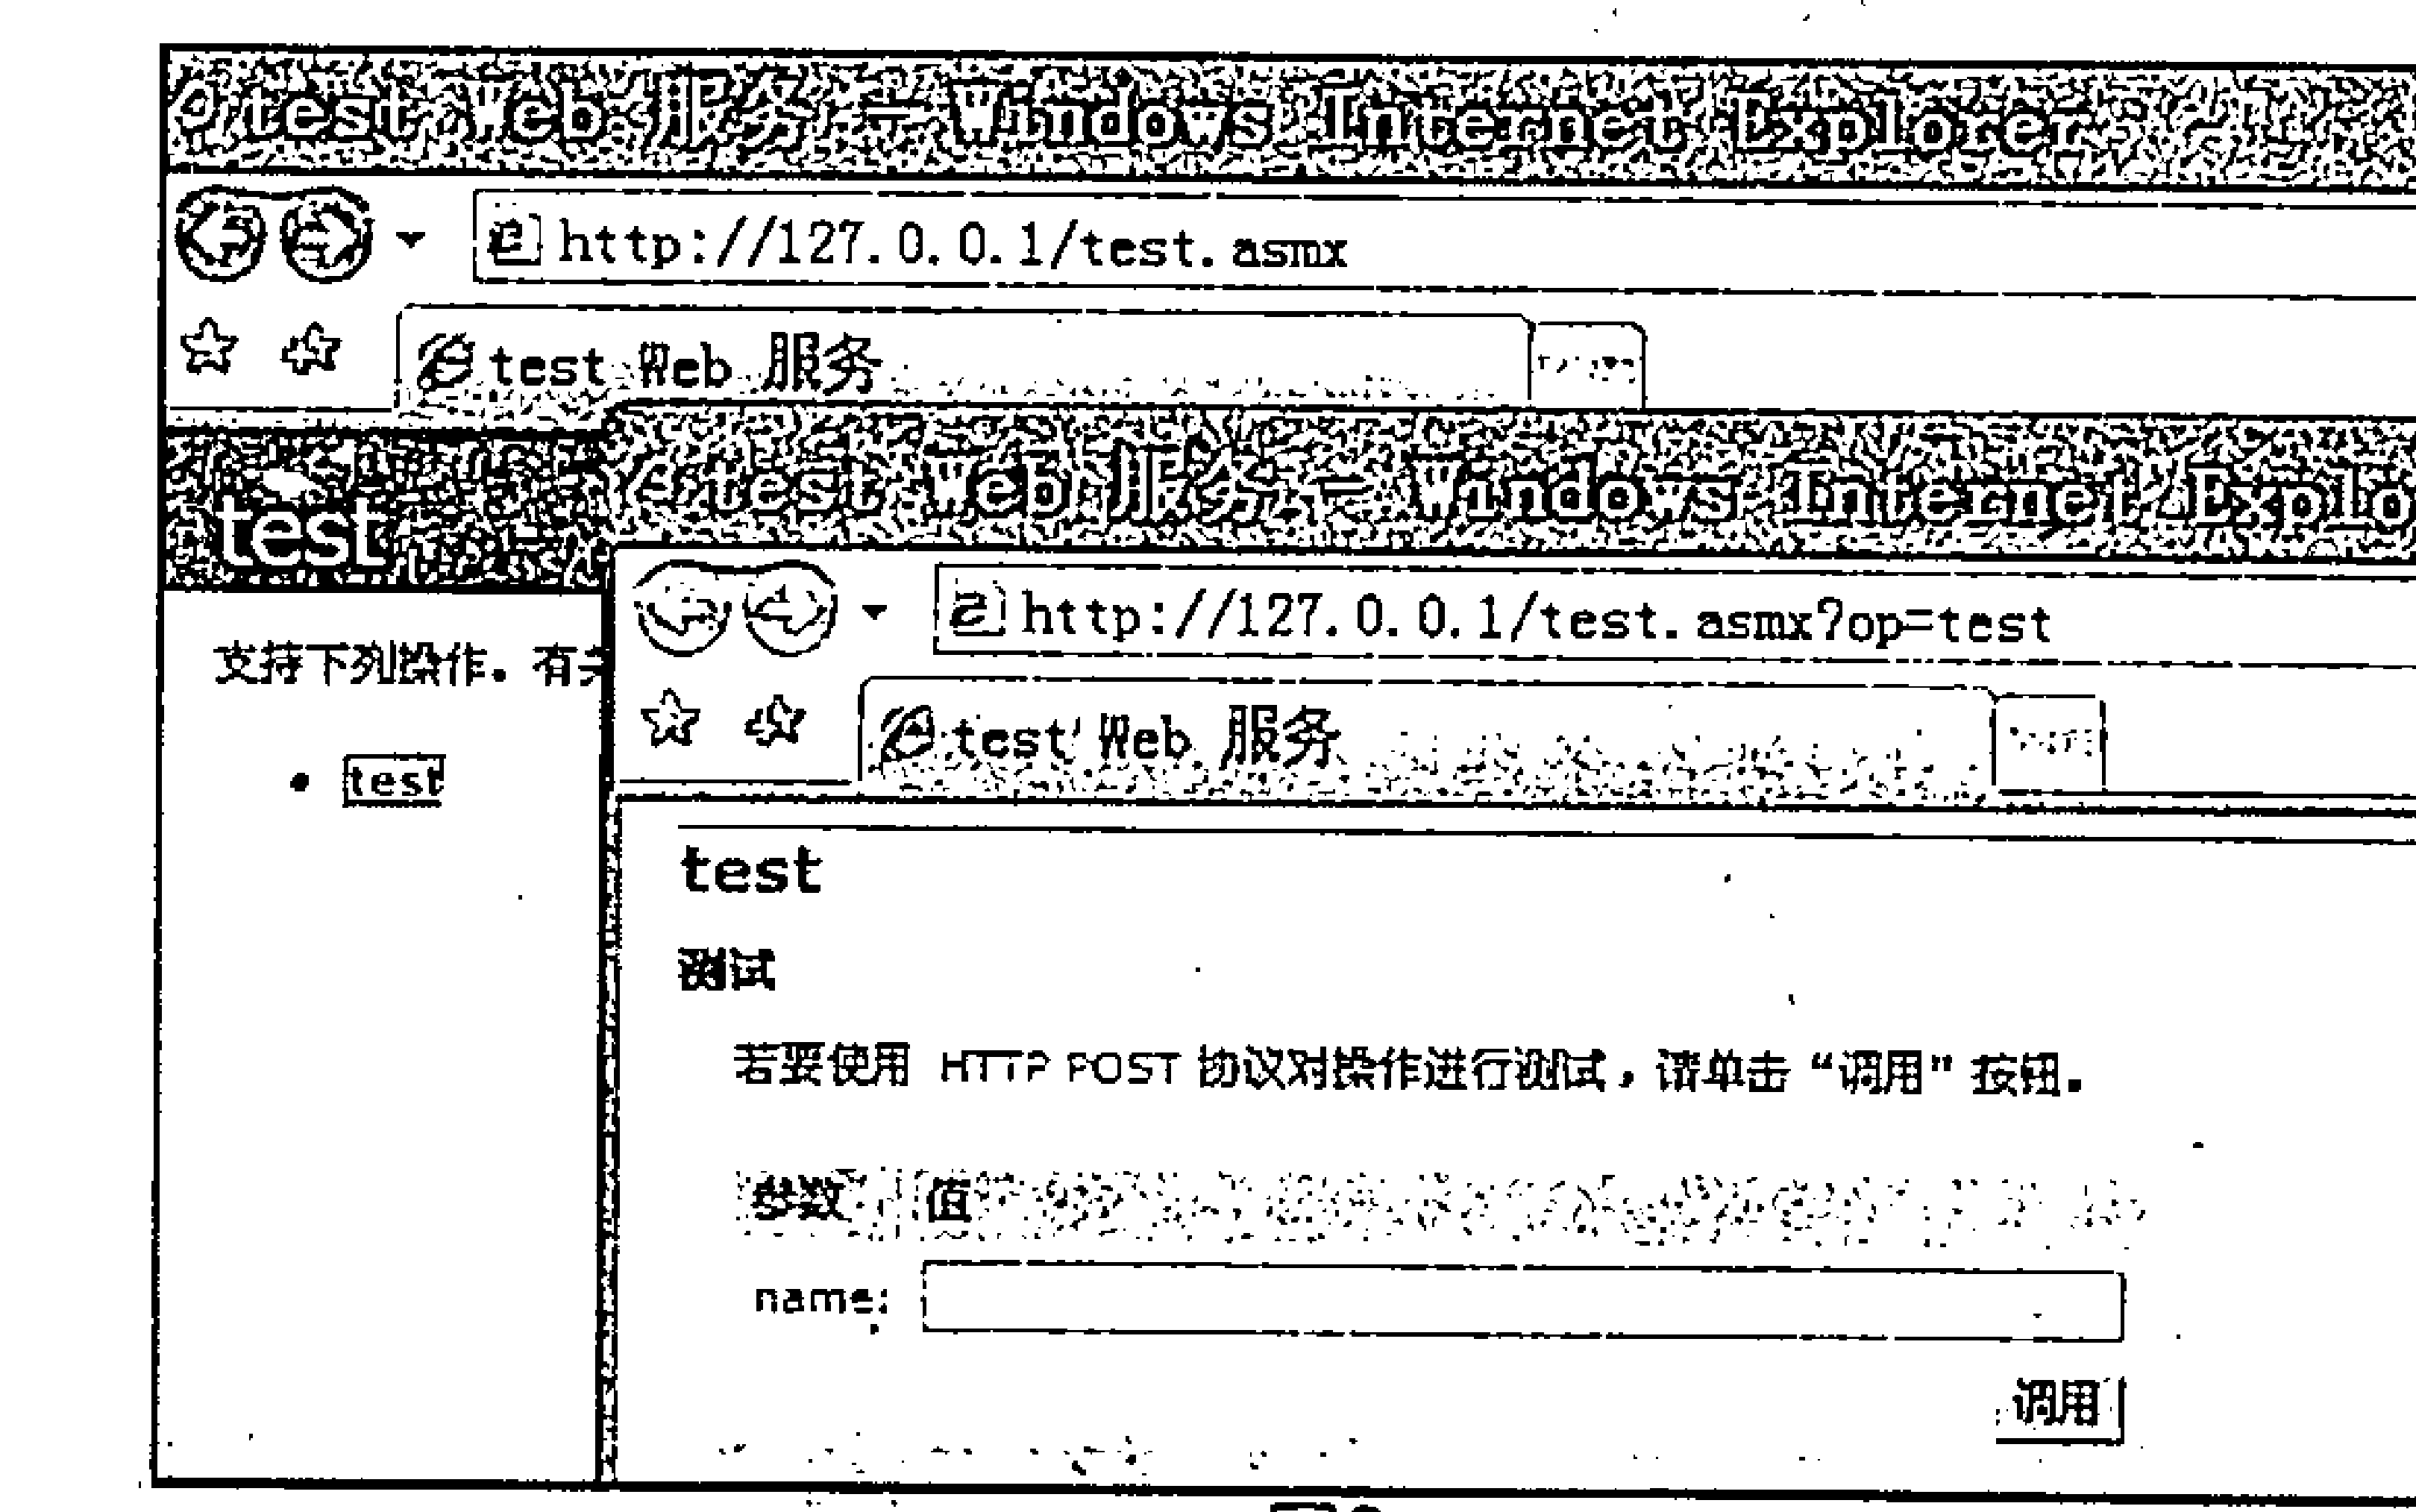 test Web 服务 - Windows Internet Explorer
http://127.0.0.1/test.asmx
test Web 服务
test
支持下列操作。有关
test
test Web 服务 - Windows Internet Explo
http://127.0.0.1/test.asmx?op=test
test Web 服务
test
测试
若要使用 HTTP POST 协议对操作进行测试，请单击“调用”按钮。
参数 值
name:
调用